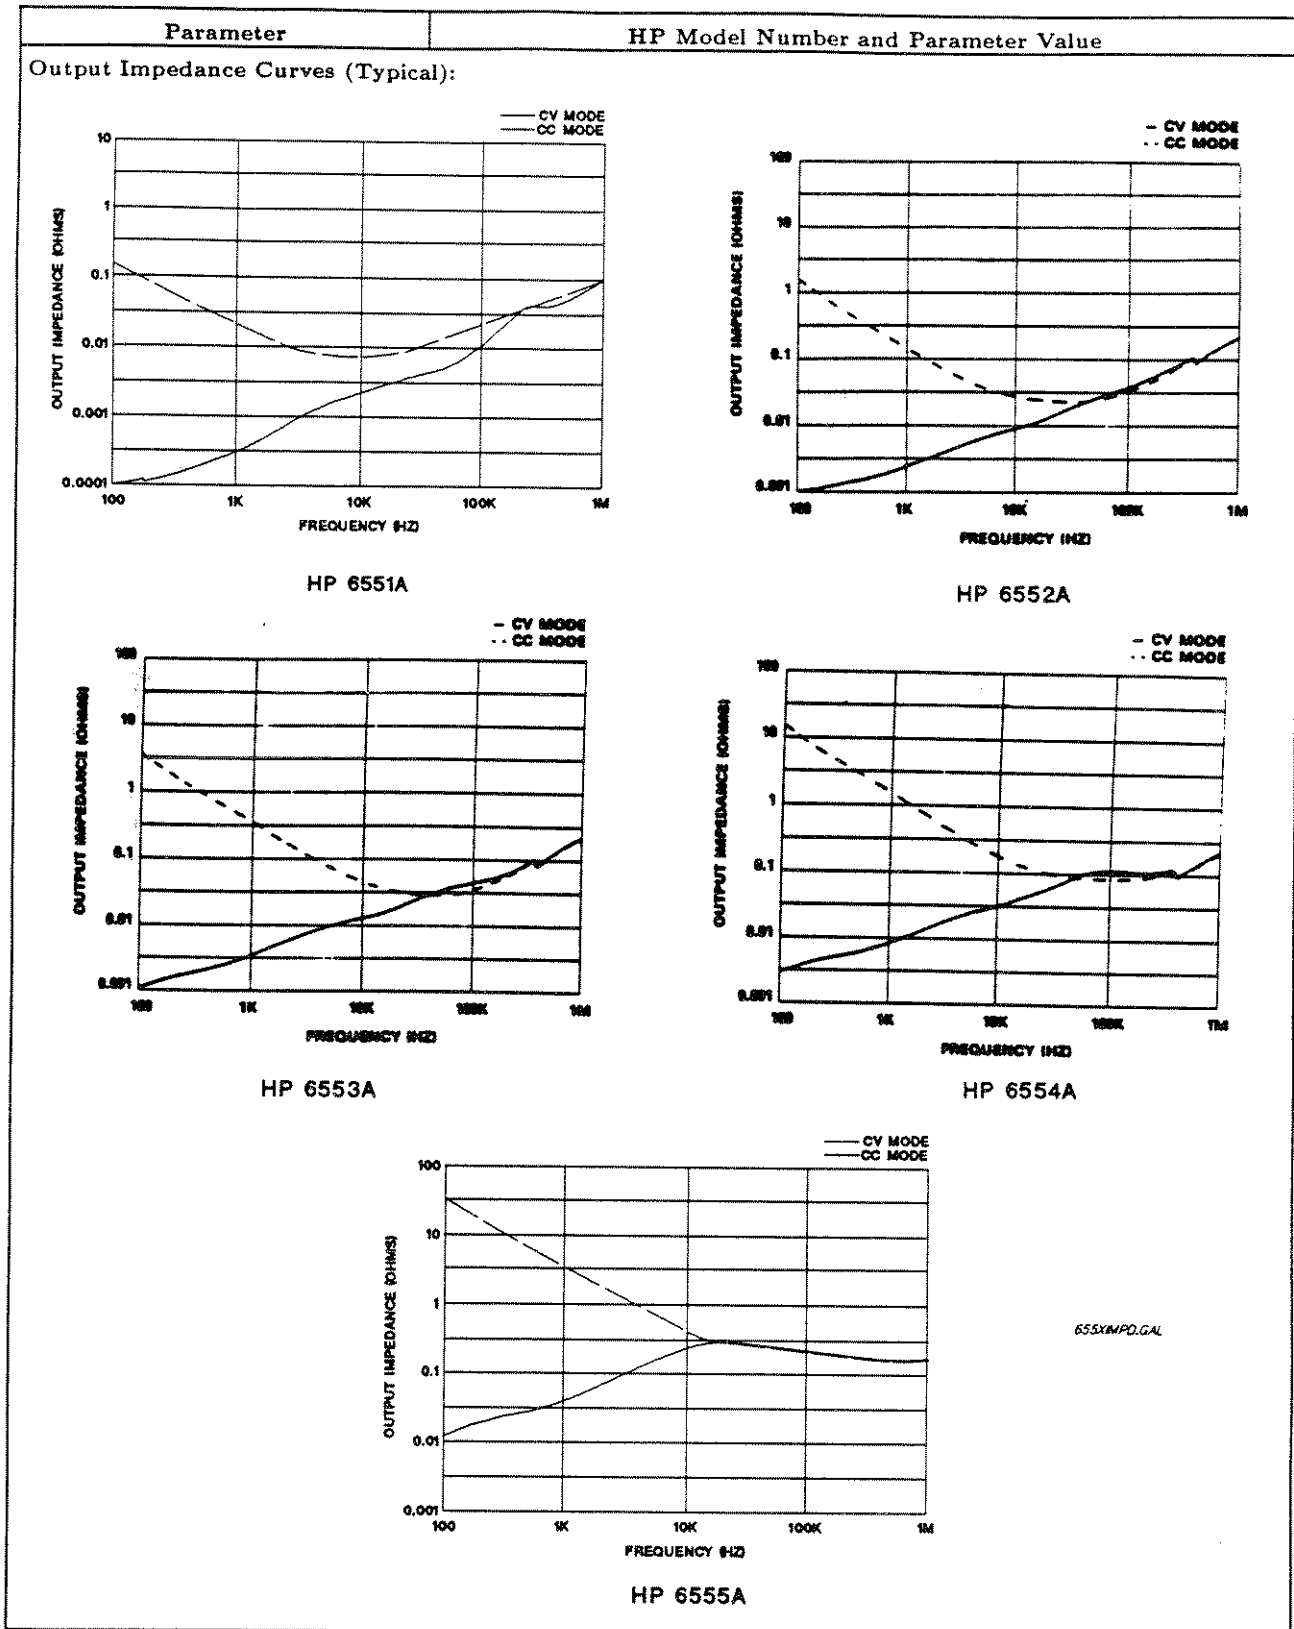 Parameter
HP Model Number and Parameter Value
Output Impedance Curves (Typical):
CV MODE
CC MODE
10
1
0.1
0.01
0.001
0.0001
OUTPUT IMPEDANCE (OHMS)
100 1K 10K 100K 1M
FREQUENCY (HZ)
HP 6551A
CV MODE
CC MODE
100
10
1
0.1
0.01
0.001
OUTPUT IMPEDANCE (OHMS)
100 1K 10K 100K 1M
FREQUENCY (HZ)
HP 6552A
CV MODE
CC MODE
100
10
1
0.1
0.01
0.001
OUTPUT IMPEDANCE (OHMS)
100 1K 10K 100K 1M
FREQUENCY (HZ)
HP 6553A
CV MODE
CC MODE
100
10
1
0.1
0.01
0.001
OUTPUT IMPEDANCE (OHMS)
100 1K 10K 100K 1M
FREQUENCY (HZ)
HP 6554A
CV MODE
CC MODE
100
10
1
0.1
0.01
0.001
OUTPUT IMPEDANCE (OHMS)
100 1K 10K 100K 1M
FREQUENCY (HZ)
HP 6555A
655XIMPD.GAL